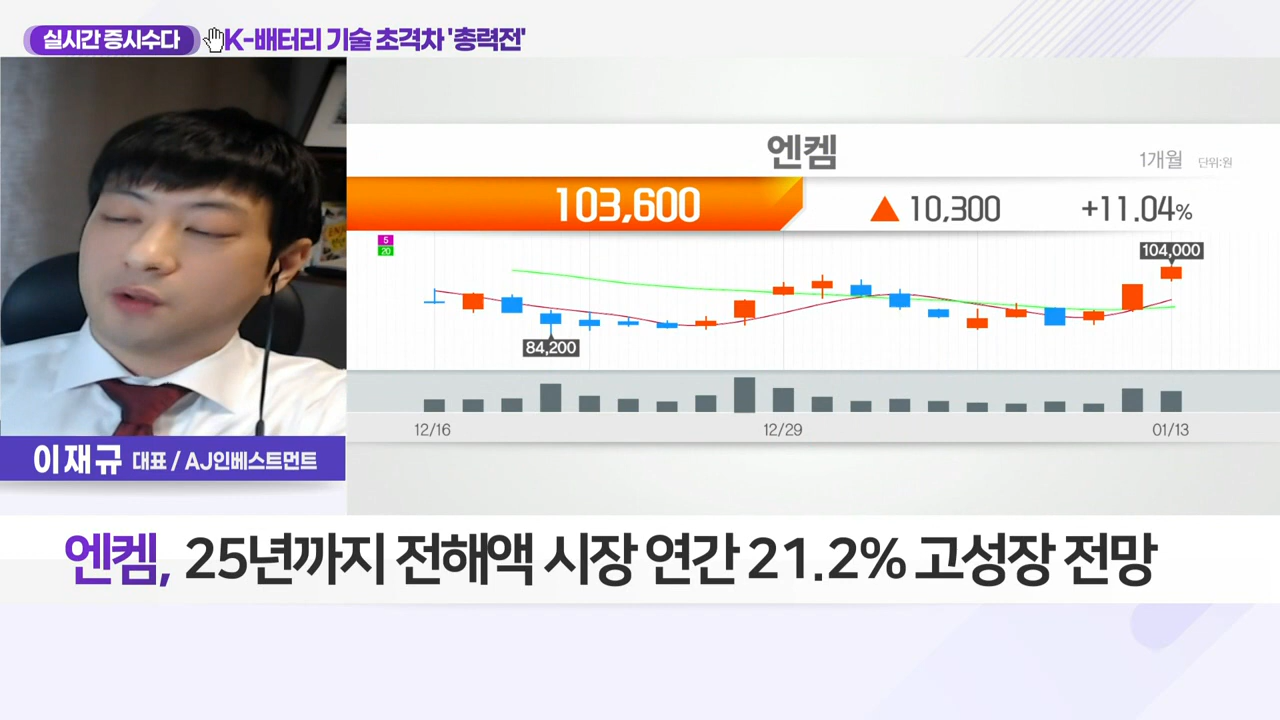 실시간 증시수다 K-배터리 기술 초격차 '총력전'
엔켐
1개월 단위:원
103,600 ▲ 10,300 +11.04%
5
20
104,000
84,200
12/16 12/29 01/13
이재규 대표 / AJ인베스트먼트
엔켐, 25년까지 전해액 시장 연간 21.2% 고성장 전망